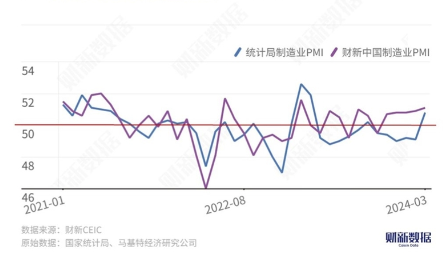 统计局制造业PMI 财新中国制造业PMI
54
52
50
48
46
2021-01 2022-08 2024-03
数据来源：财新CEIC
原始数据：国家统计局、马基特经济研究公司
财新数据
Caixin Data